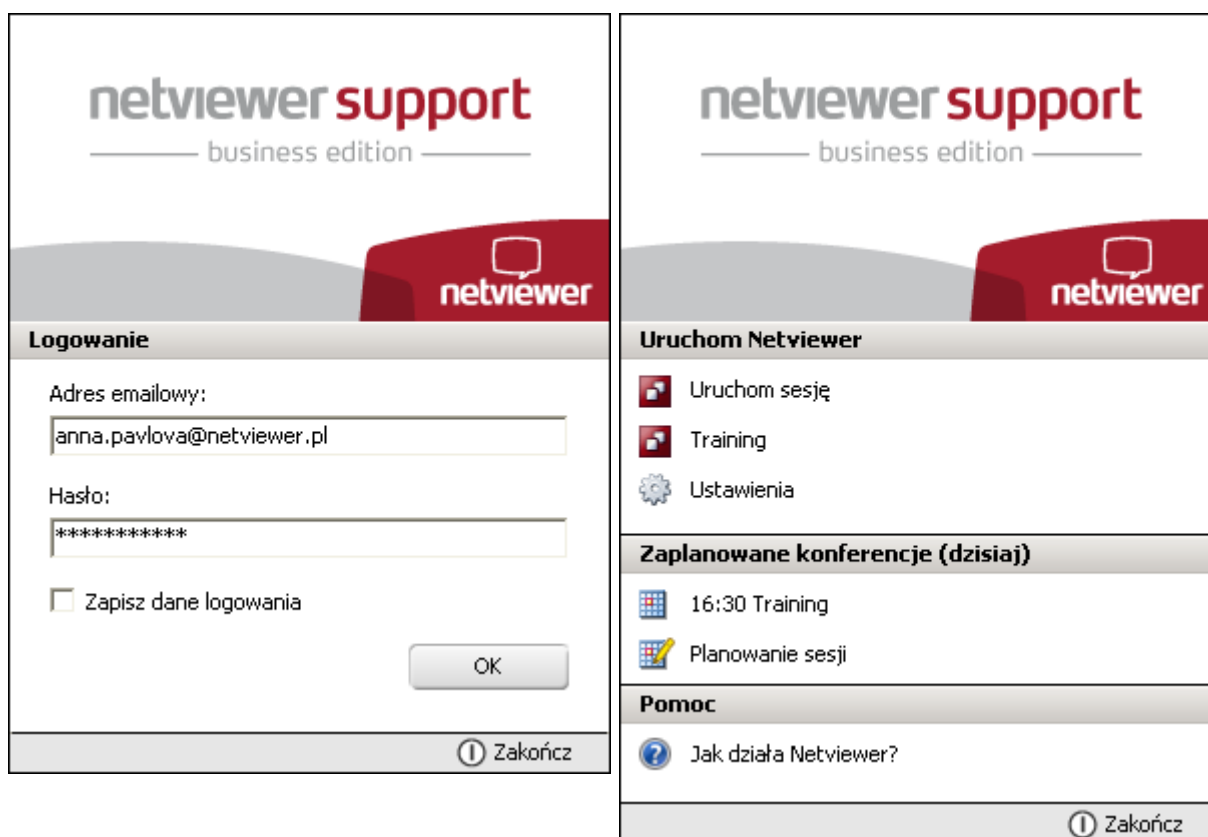 netviewer support
business edition
netviewer
Logowanie
Adres emailowy:
anna.pavlova@netviewer.pl
Hasło:
***********
Zapisz dane logowania
OK
Zakończ
netviewer support
business edition
netviewer
Uruchom Netviewer
Uruchom sesję
Training
Ustawienia
Zaplanowane konferencje (dzisiaj)
16:30 Training
Planowanie sesji
Pomoc
Jak działa Netviewer?
Zakończ